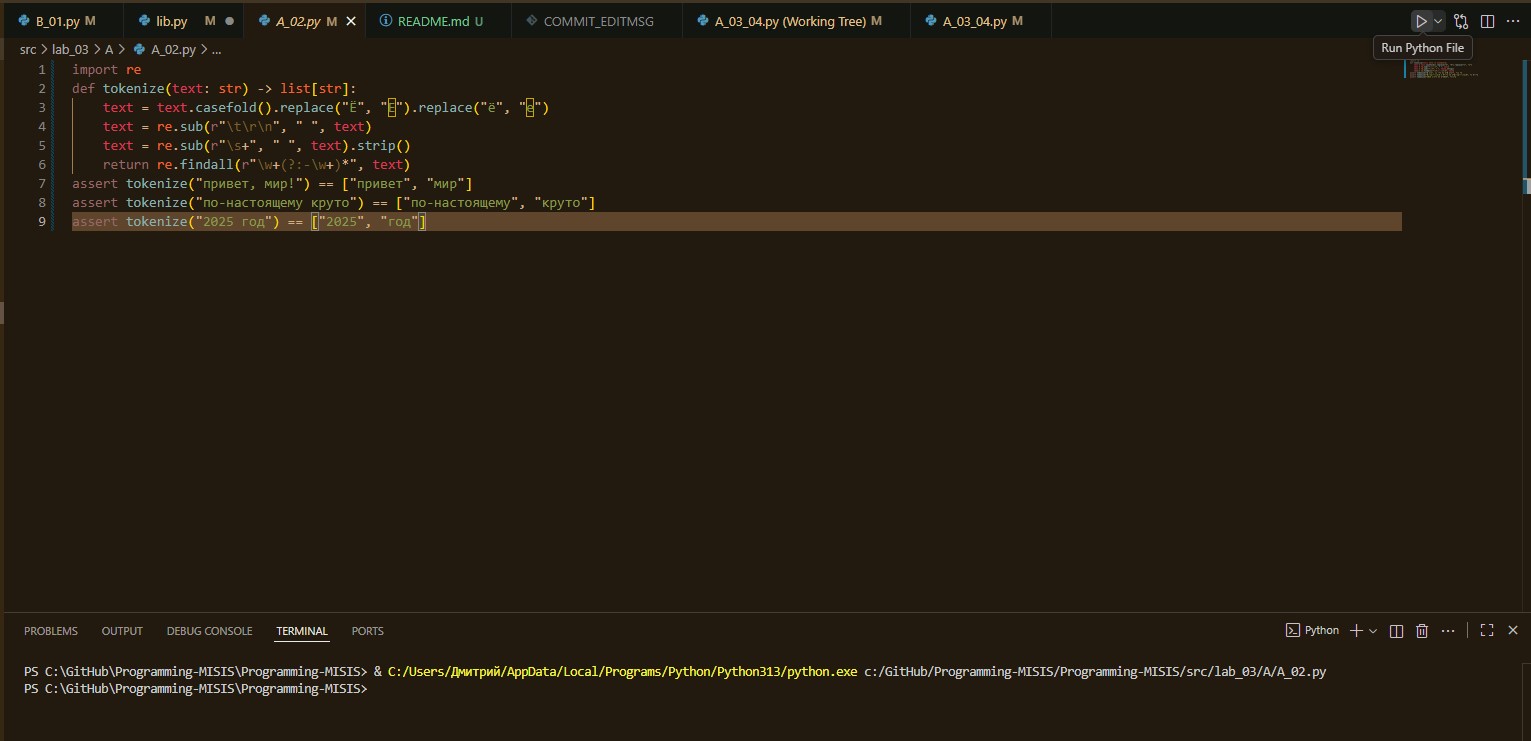 B_01.py M lib.py M A_02.py M README.md U COMMIT_EDITMSG A_03_04.py (Working Tree) M A_03_04.py M
src > lab_03 > A > A_02.py > ...
Run Python File
1 import re
2 def tokenize(text: str) -> list[str]:
3     text = text.casefold().replace("Ё", "Е").replace("ё", "е")
4     text = re.sub(r"\t\r\n", " ", text)
5     text = re.sub(r"\s+", " ", text).strip()
6     return re.findall(r"\w+(?:-\w+)*", text)
7 assert tokenize("привет, мир!") == ["привет", "мир"]
8 assert tokenize("по-настоящему круто") == ["по-настоящему", "круто"]
9 assert tokenize("2025 год") == ["2025", "год"]
PROBLEMS OUTPUT DEBUG CONSOLE TERMINAL PORTS Python
PS C:\GitHub\Programming-MISIS\Programming-MISIS> & C:/Users/Дмитрий/AppData/Local/Programs/Python/Python313/python.exe c:/GitHub/Programming-MISIS/Programming-MISIS/src/lab_03/A/A_02.py
PS C:\GitHub\Programming-MISIS\Programming-MISIS>